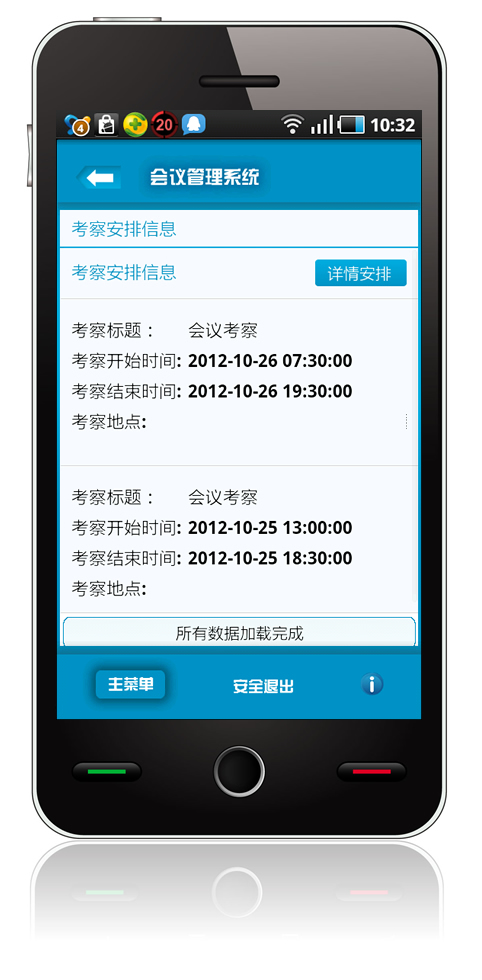 4 20 10:32
会议管理系统
考察安排信息
考察安排信息 详情安排
考察标题： 会议考察
考察开始时间: 2012-10-26 07:30:00
考察结束时间: 2012-10-26 19:30:00
考察地点:
考察标题： 会议考察
考察开始时间: 2012-10-25 13:00:00
考察结束时间: 2012-10-25 18:30:00
考察地点:
所有数据加载完成
主菜单 安全退出 i